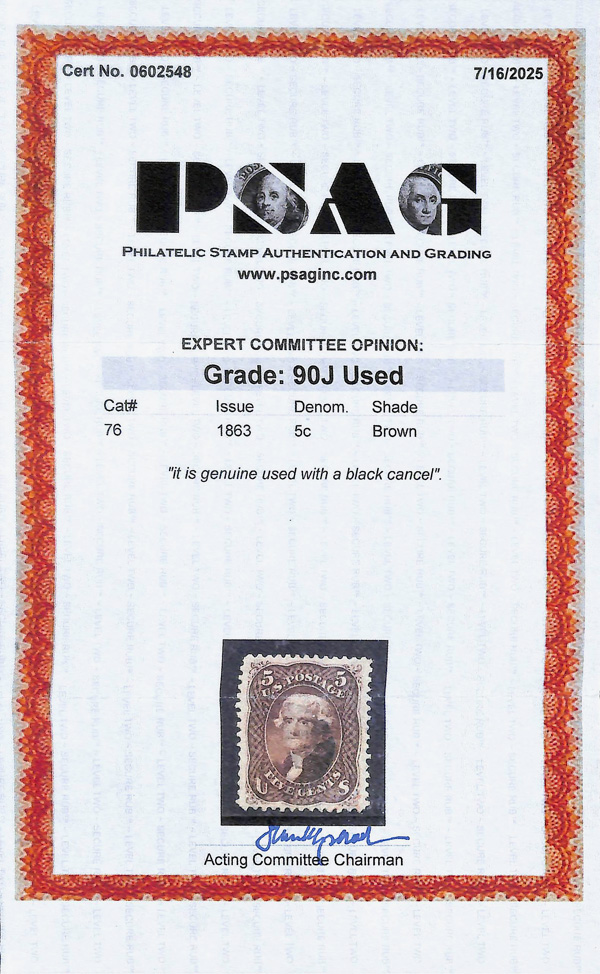 Cert No. 0602548 7/16/2025
PSAG
PHILATELIC STAMP AUTHENTICATION AND GRADING
www.psaginc.com
EXPERT COMMITTEE OPINION:
Grade: 90J Used
Cat# Issue Denom. Shade
76 1863 5c Brown
"it is genuine used with a black cancel".
5 5
U.S. POSTAGE
U FIVE CENTS S
Acting Committee Chairman